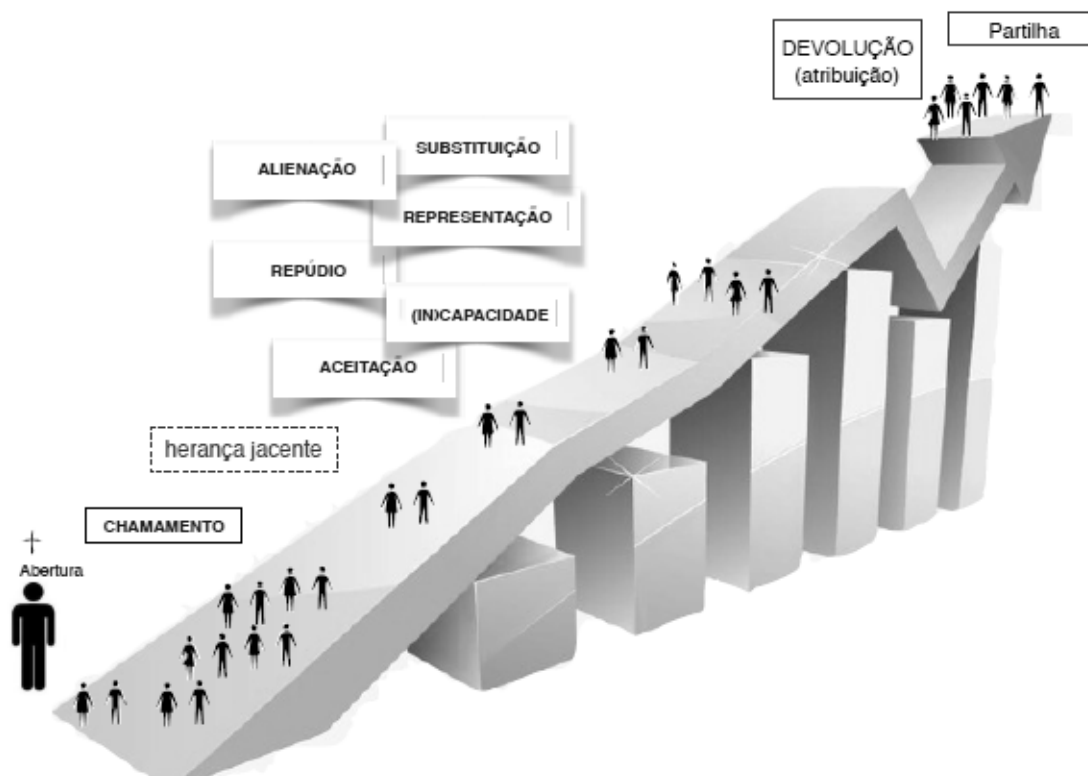 Partilha
DEVOLUÇÃO
(atribuição)
SUBSTITUIÇÃO
ALIENAÇÃO
REPRESENTAÇÃO
REPÚDIO
(IN)CAPACIDADE
ACEITAÇÃO
herança jacente
CHAMAMENTO
Abertura